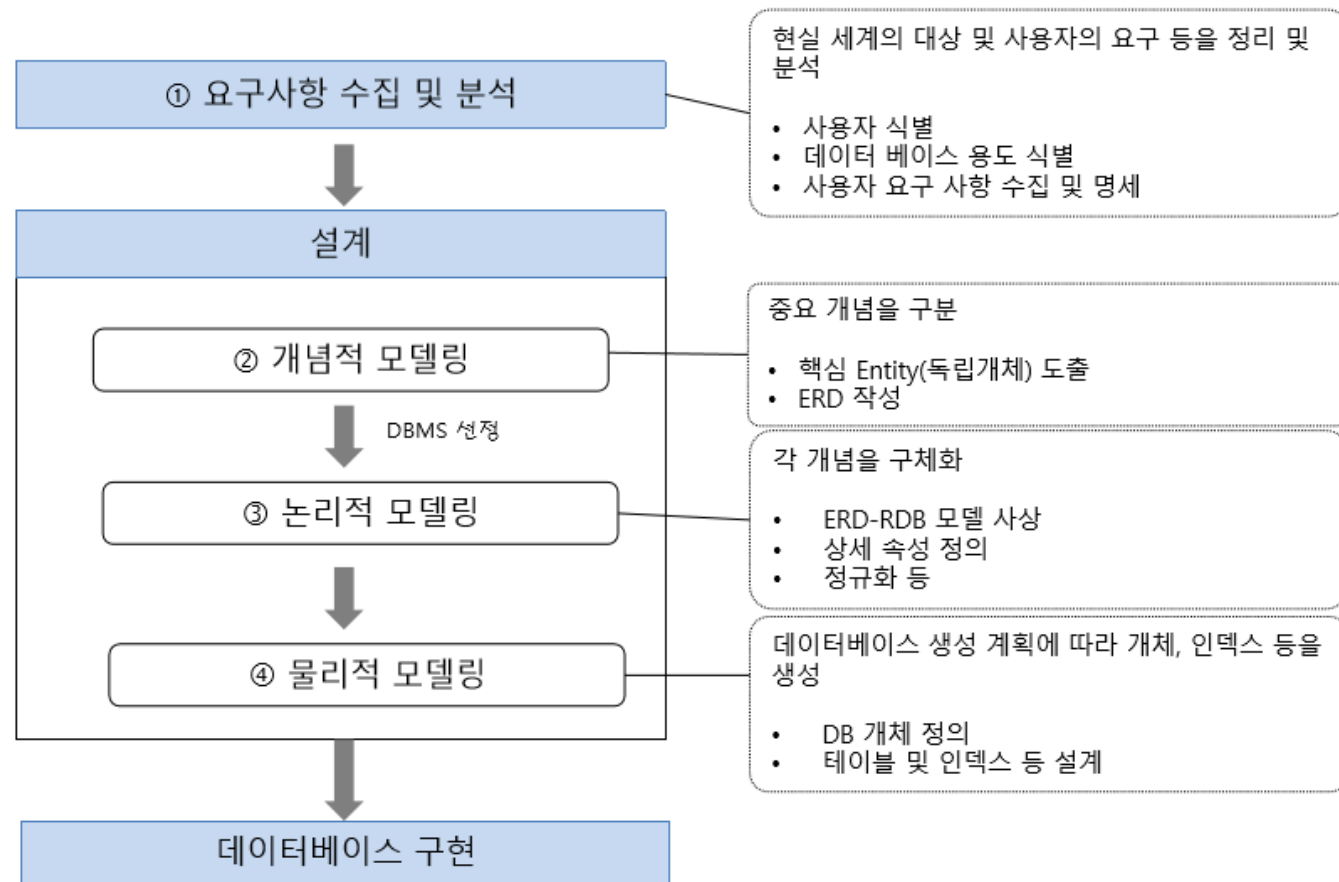 ① 요구사항 수집 및 분석
현실 세계의 대상 및 사용자의 요구 등을 정리 및
분석
• 사용자 식별
• 데이터 베이스 용도 식별
• 사용자 요구 사항 수집 및 명세
설계
② 개념적 모델링
중요 개념을 구분
• 핵심 Entity(독립개체) 도출
• ERD 작성
DBMS 선정
③ 논리적 모델링
각 개념을 구체화
• ERD-RDB 모델 사상
• 상세 속성 정의
• 정규화 등
④ 물리적 모델링
데이터베이스 생성 계획에 따라 개체, 인덱스 등을
생성
• DB 개체 정의
• 테이블 및 인덱스 등 설계
데이터베이스 구현